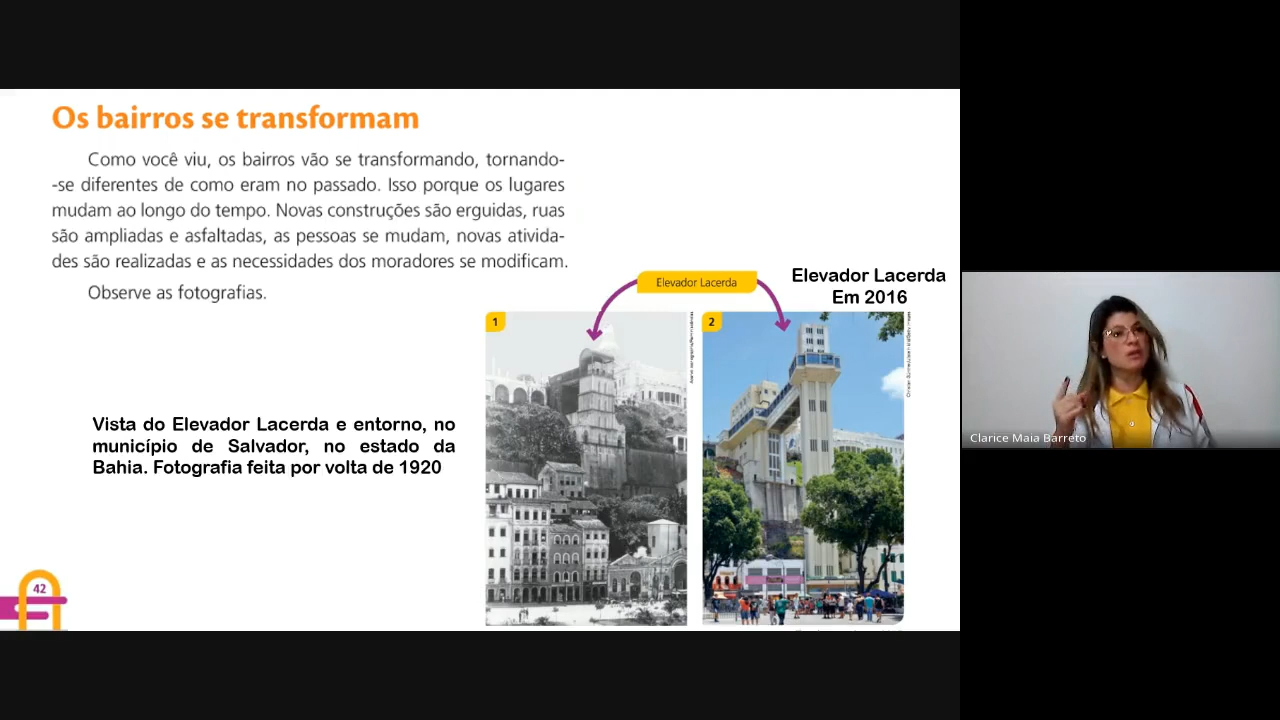 Os bairros se transformam
Como você viu, os bairros vão se transformando, tornando-
-se diferentes de como eram no passado. Isso porque os lugares
mudam ao longo do tempo. Novas construções são erguidas, ruas
são ampliadas e asfaltadas, as pessoas se mudam, novas ativida-
des são realizadas e as necessidades dos moradores se modificam.
Observe as fotografias.
Elevador Lacerda
Elevador Lacerda
Em 2016
1
2
Vista do Elevador Lacerda e entorno, no
município de Salvador, no estado da
Bahia. Fotografia feita por volta de 1920
42
Clarice Maia Barreto